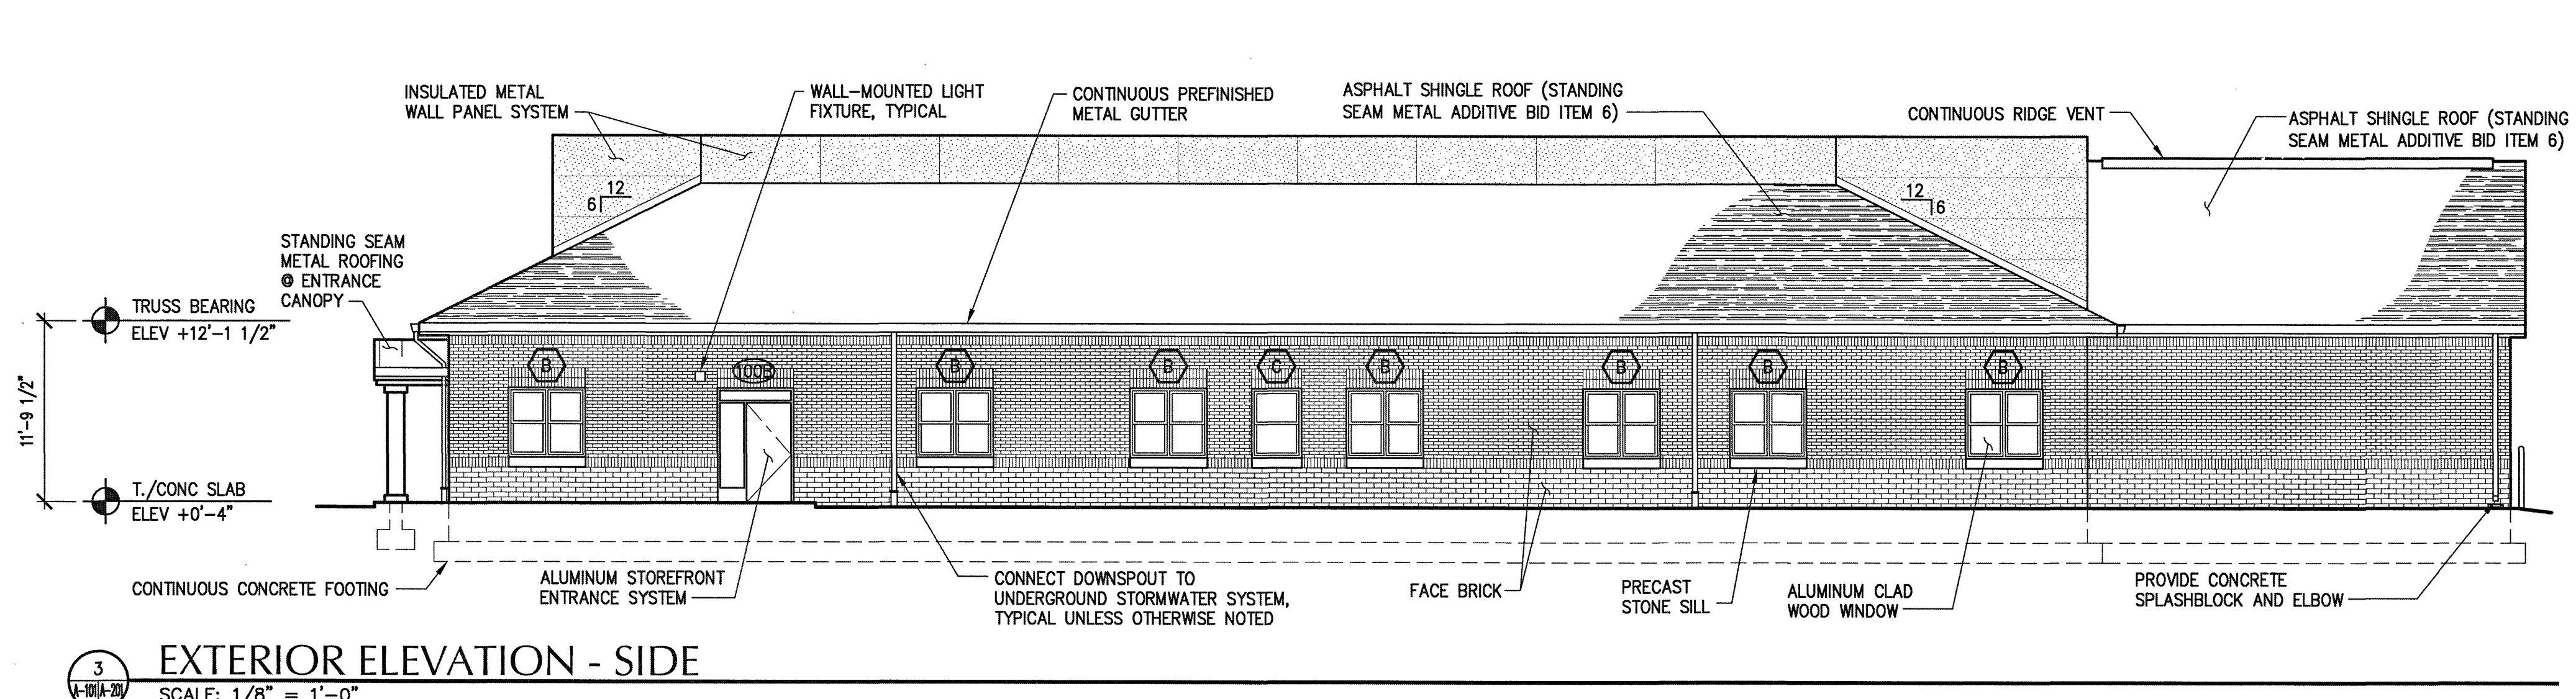 INSULATED METAL
WALL PANEL SYSTEM
WALL-MOUNTED LIGHT
FIXTURE, TYPICAL
CONTINUOUS PREFINISHED
METAL GUTTER
ASPHALT SHINGLE ROOF (STANDING
SEAM METAL ADDITIVE BID ITEM 6)
CONTINUOUS RIDGE VENT
ASPHALT SHINGLE ROOF (STANDING
SEAM METAL ADDITIVE BID ITEM 6)
12
6
12
6
STANDING SEAM
METAL ROOFING
@ ENTRANCE
CANOPY
TRUSS BEARING
ELEV +12'-1 1/2"
11'-9 1/2"
B
100B
B
B
C
B
B
B
B
T./CONC SLAB
ELEV +0'-4"
CONTINUOUS CONCRETE FOOTING
ALUMINUM STOREFRONT
ENTRANCE SYSTEM
CONNECT DOWNSPOUT TO
UNDERGROUND STORMWATER SYSTEM,
TYPICAL UNLESS OTHERWISE NOTED
FACE BRICK
PRECAST
STONE SILL
ALUMINUM CLAD
WOOD WINDOW
PROVIDE CONCRETE
SPLASHBLOCK AND ELBOW
3
A-101 A-201
EXTERIOR ELEVATION - SIDE
SCALE: 1/8" = 1'-0"